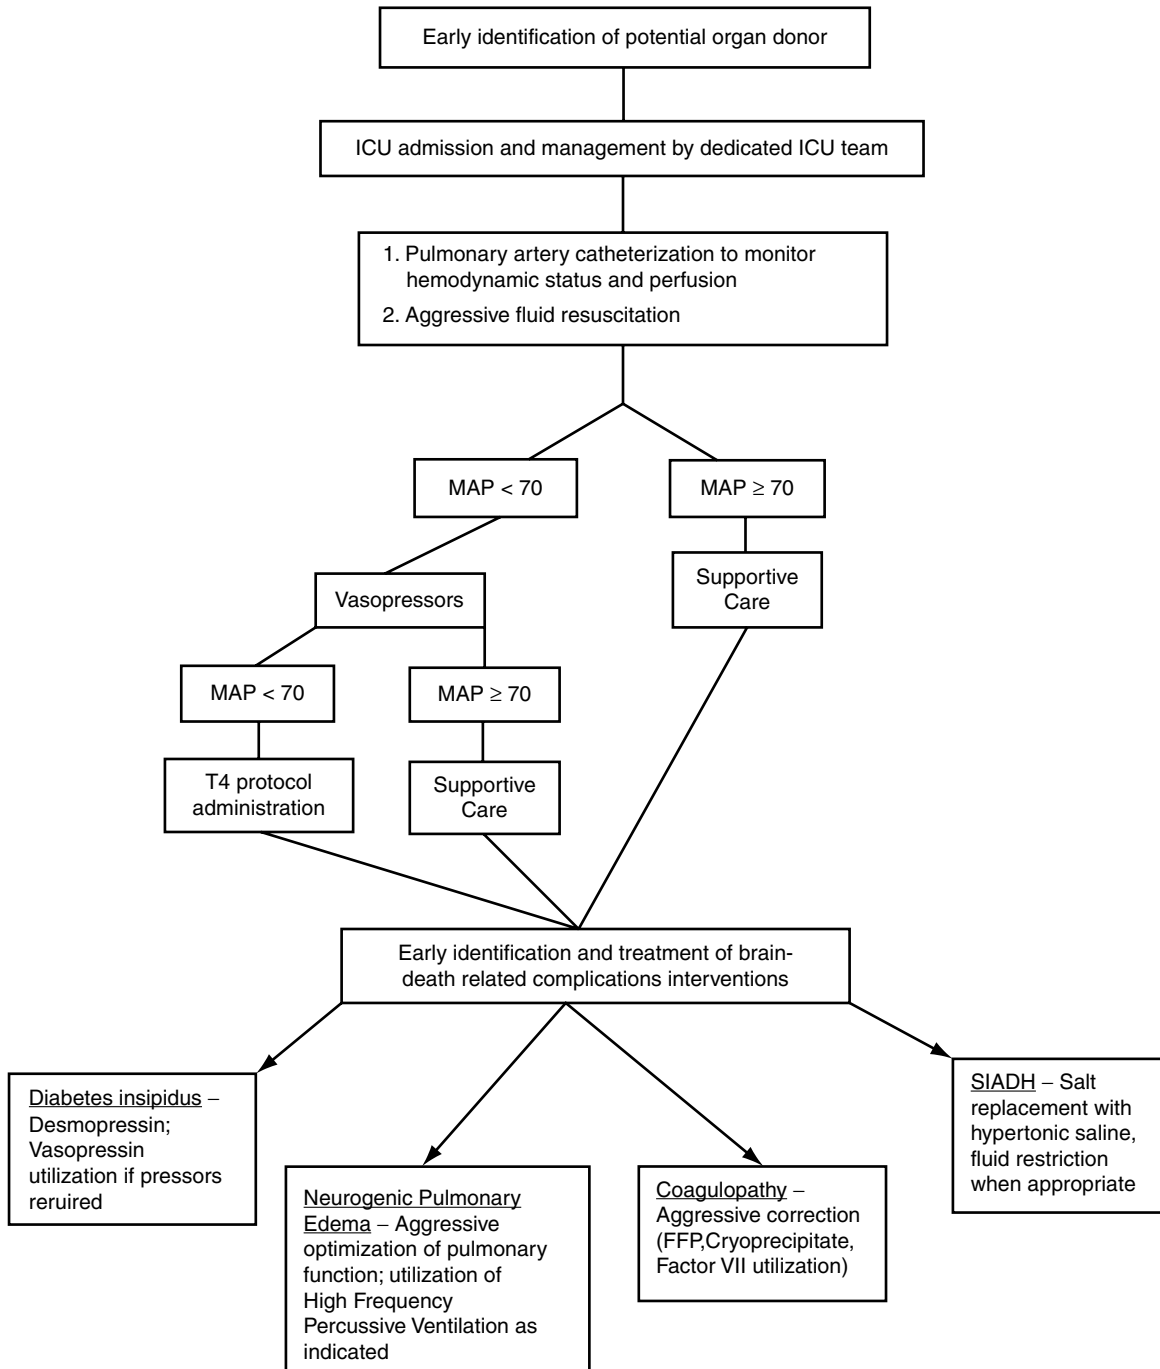 Early identification of potential organ donor
ICU admission and management by dedicated ICU team
1. Pulmonary artery catheterization to monitor
hemodynamic status and perfusion
2. Aggressive fluid resuscitation
MAP < 70
MAP ≥ 70
Vasopressors
Supportive
Care
MAP < 70
MAP ≥ 70
T4 protocol
administration
Supportive
Care
Early identification and treatment of brain-
death related complications interventions
Diabetes insipidus –
Desmopressin;
Vasopressin
utilization if pressors
reruired
Neurogenic Pulmonary
Edema – Aggressive
optimization of pulmonary
function; utilization of
High Frequency
Percussive Ventilation as
indicated
Coagulopathy –
Aggressive correction
(FFP,Cryoprecipitate,
Factor VII utilization)
SIADH – Salt
replacement with
hypertonic saline,
fluid restriction
when appropriate